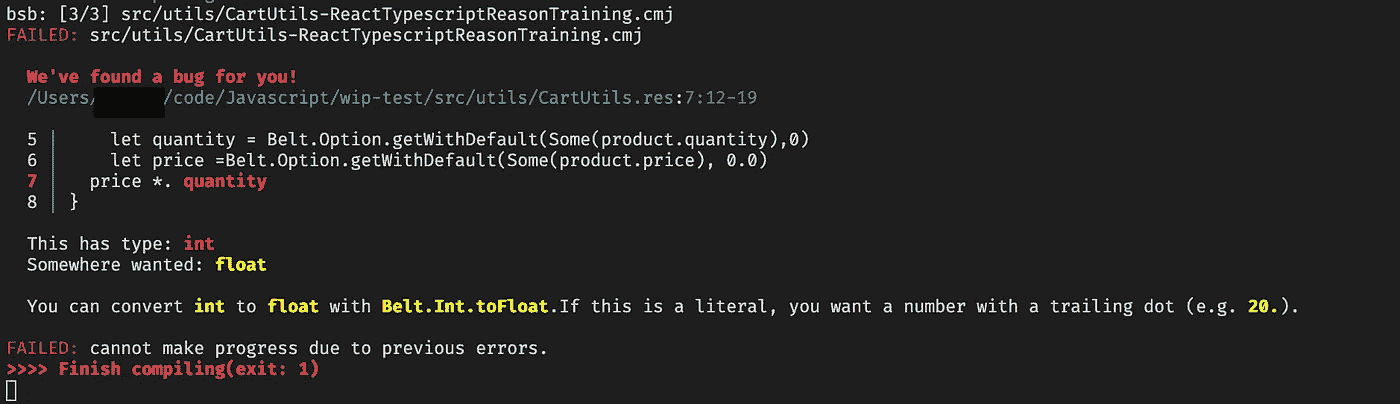 bsb: [3/3] src/utils/CartUtils-ReactTypescriptReasonTraining.cmj
FAILED: src/utils/CartUtils-ReactTypescriptReasonTraining.cmj
We've found a bug for you!
/Users/ /code/Javascript/wip-test/src/utils/CartUtils.res:7:12-19
5 │ let quantity = Belt.Option.getWithDefault(Some(product.quantity),0)
6 │ let price =Belt.Option.getWithDefault(Some(product.price), 0.0)
7 │ price *. quantity
8 │ }
This has type: int
Somewhere wanted: float
You can convert int to float with Belt.Int.toFloat.If this is a literal, you want a number with a trailing dot (e.g. 20.).
FAILED: cannot make progress due to previous errors.
>>>> Finish compiling(exit: 1)